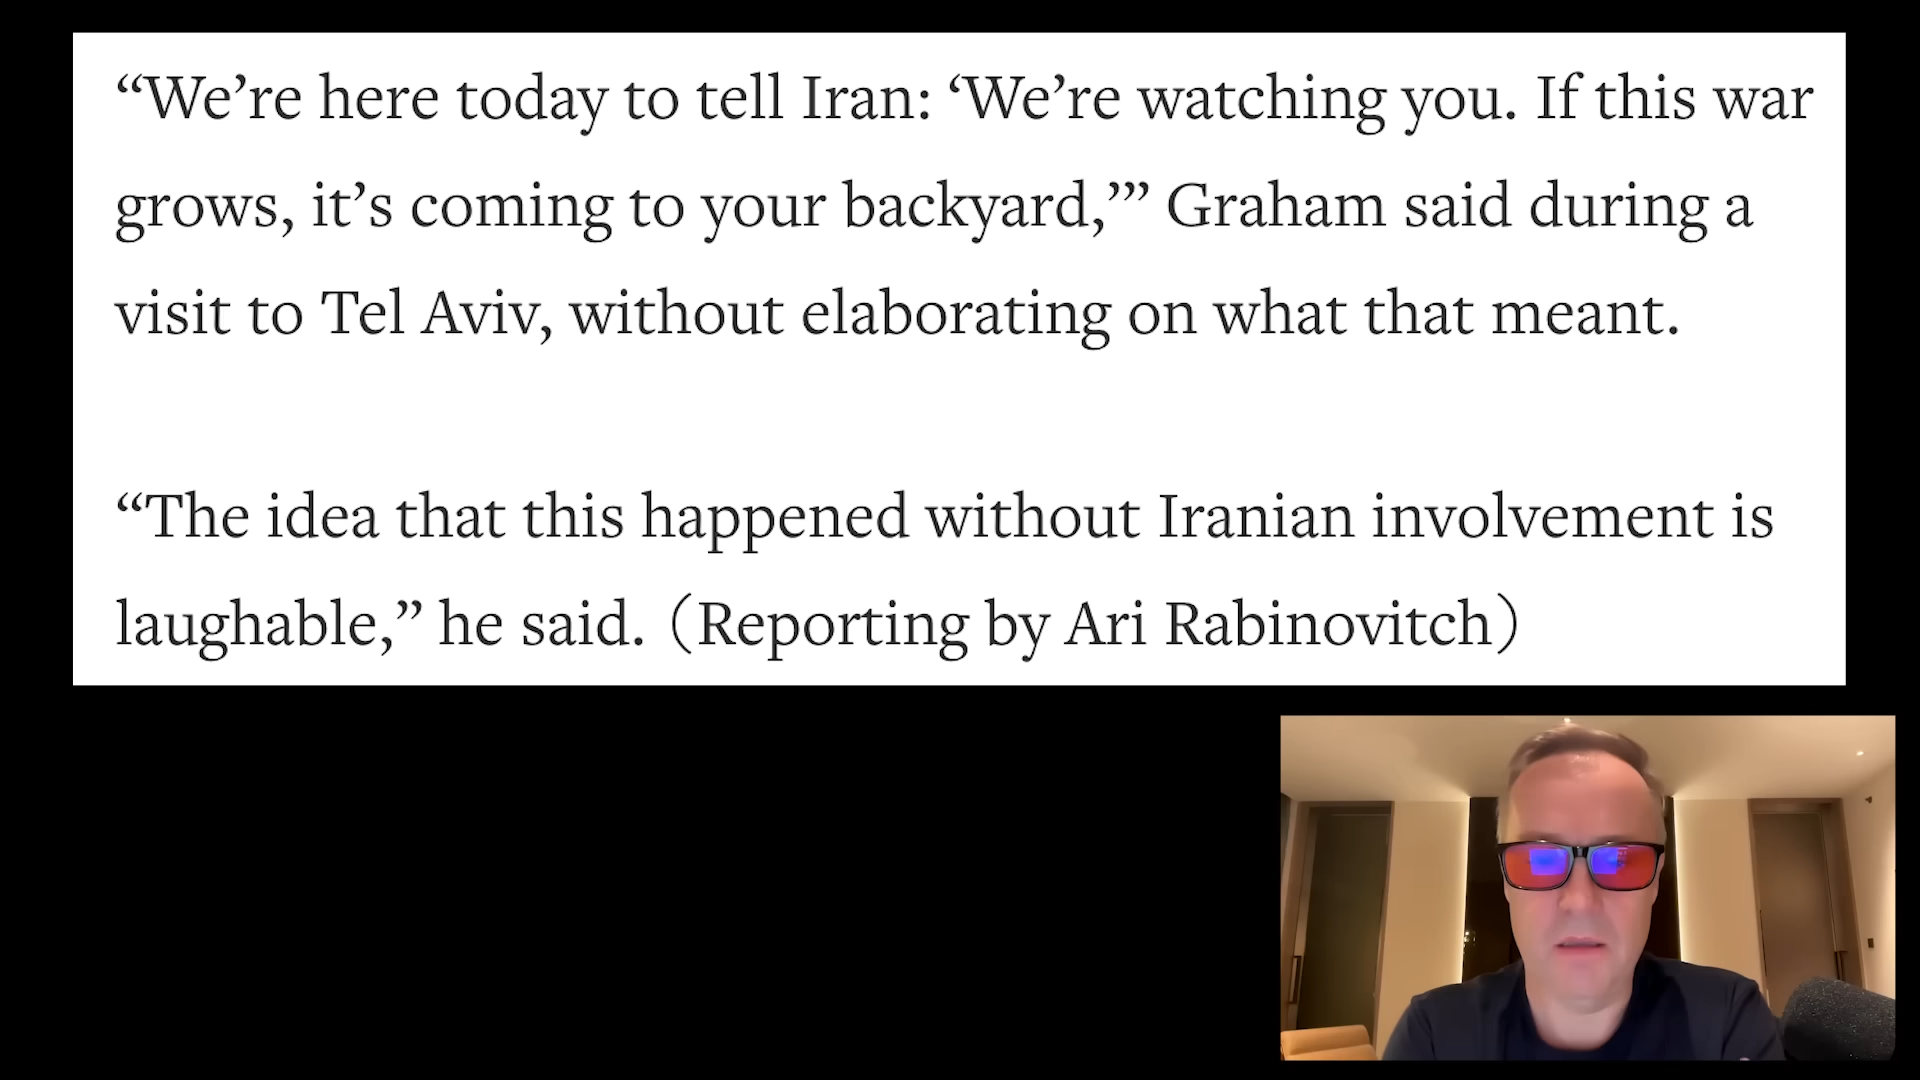 “We’re here today to tell Iran: ‘We’re watching you. If this war
grows, it’s coming to your backyard,’” Graham said during a
visit to Tel Aviv, without elaborating on what that meant.
“The idea that this happened without Iranian involvement is
laughable,” he said. (Reporting by Ari Rabinovitch)